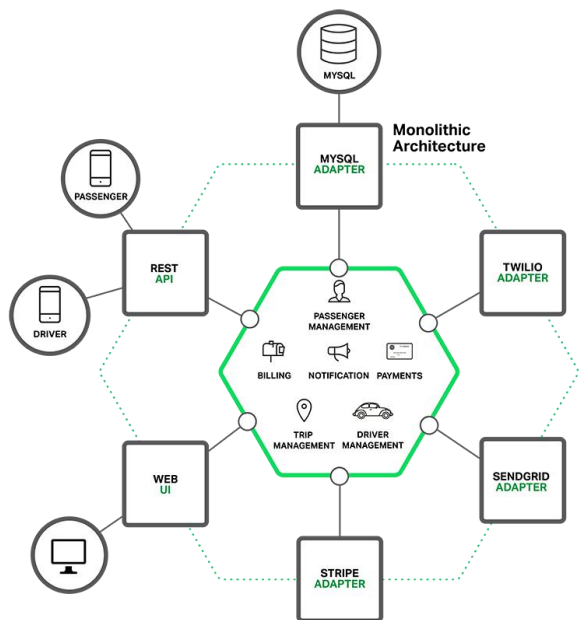 MYSQL
Monolithic
Architecture
MYSQL
ADAPTER
PASSENGER
REST
API
TWILIO
ADAPTER
DRIVER
PASSENGER
MANAGEMENT
BILLING
NOTIFICATION
PAYMENTS
TRIP
MANAGEMENT
DRIVER
MANAGEMENT
WEB
UI
SENDGRID
ADAPTER
STRIPE
ADAPTER